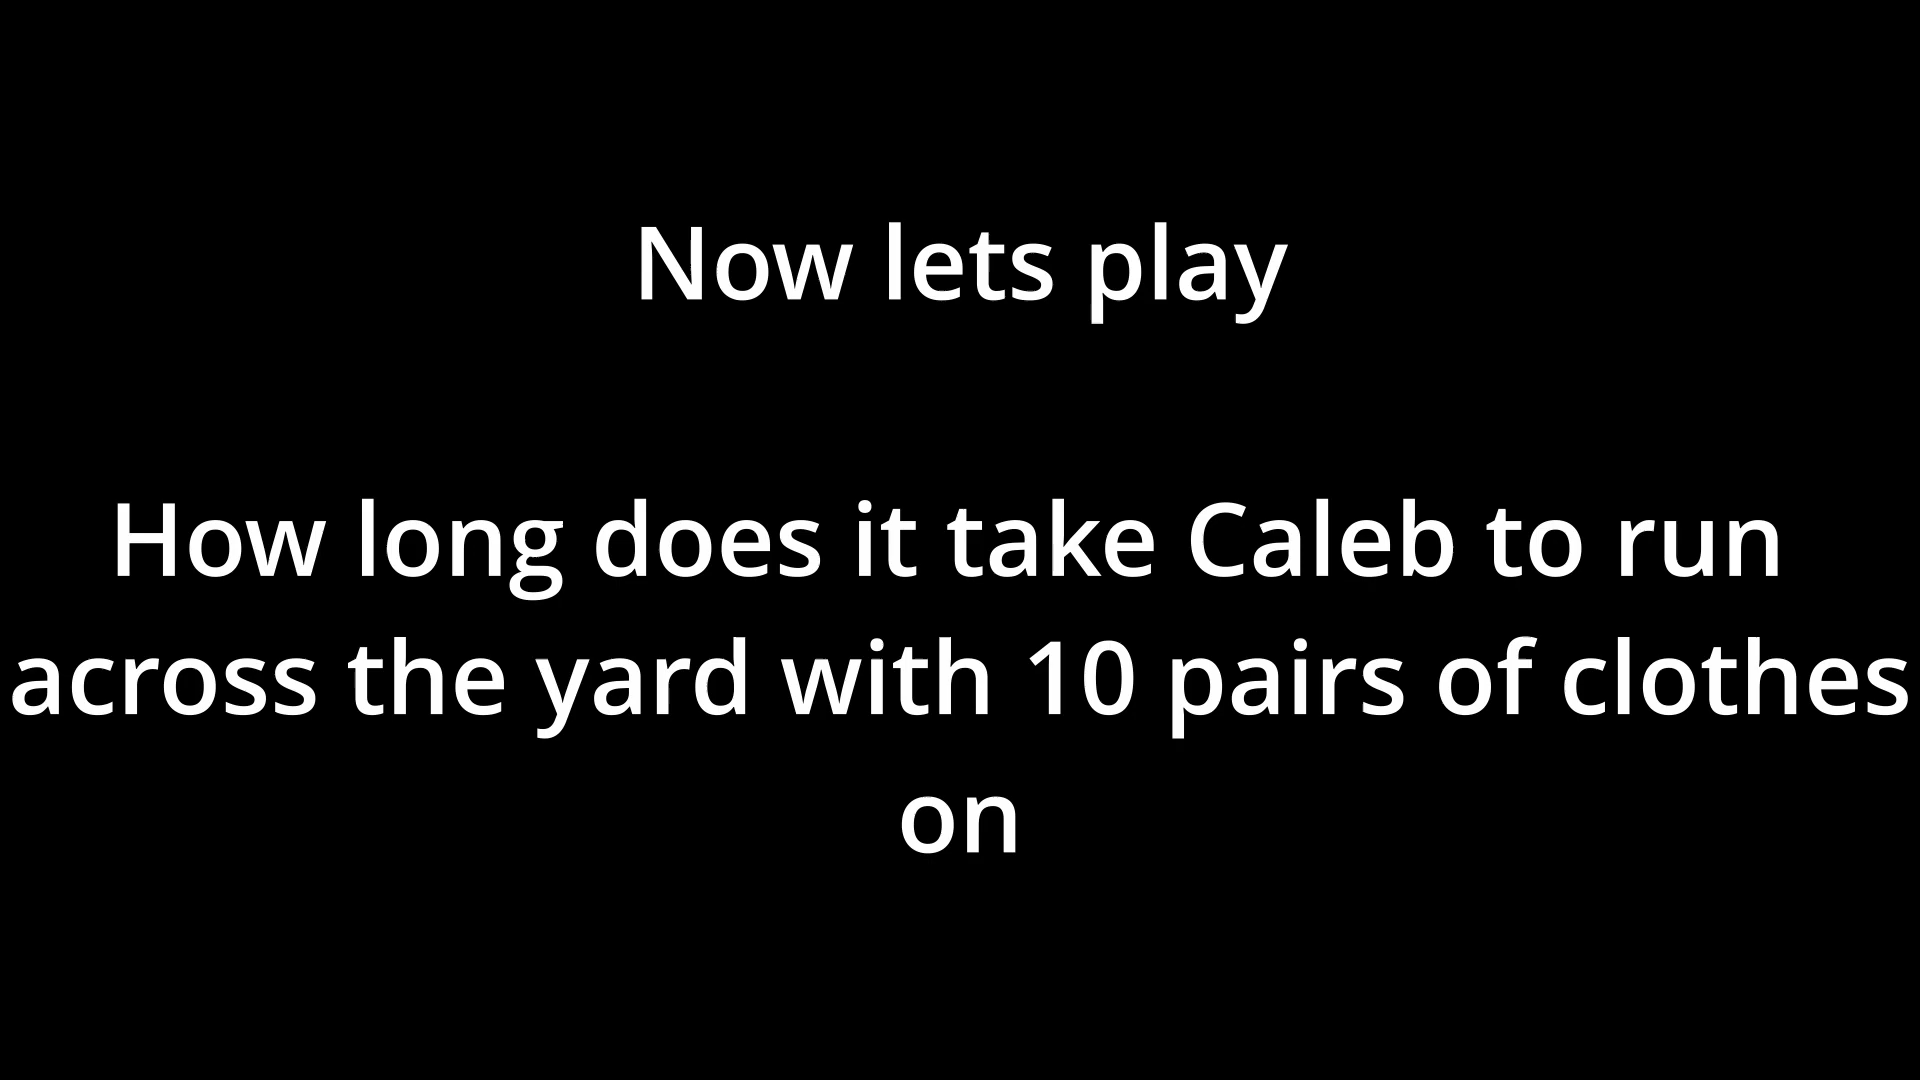 Now lets play
How long does it take Caleb to run
across the yard with 10 pairs of clothes
on